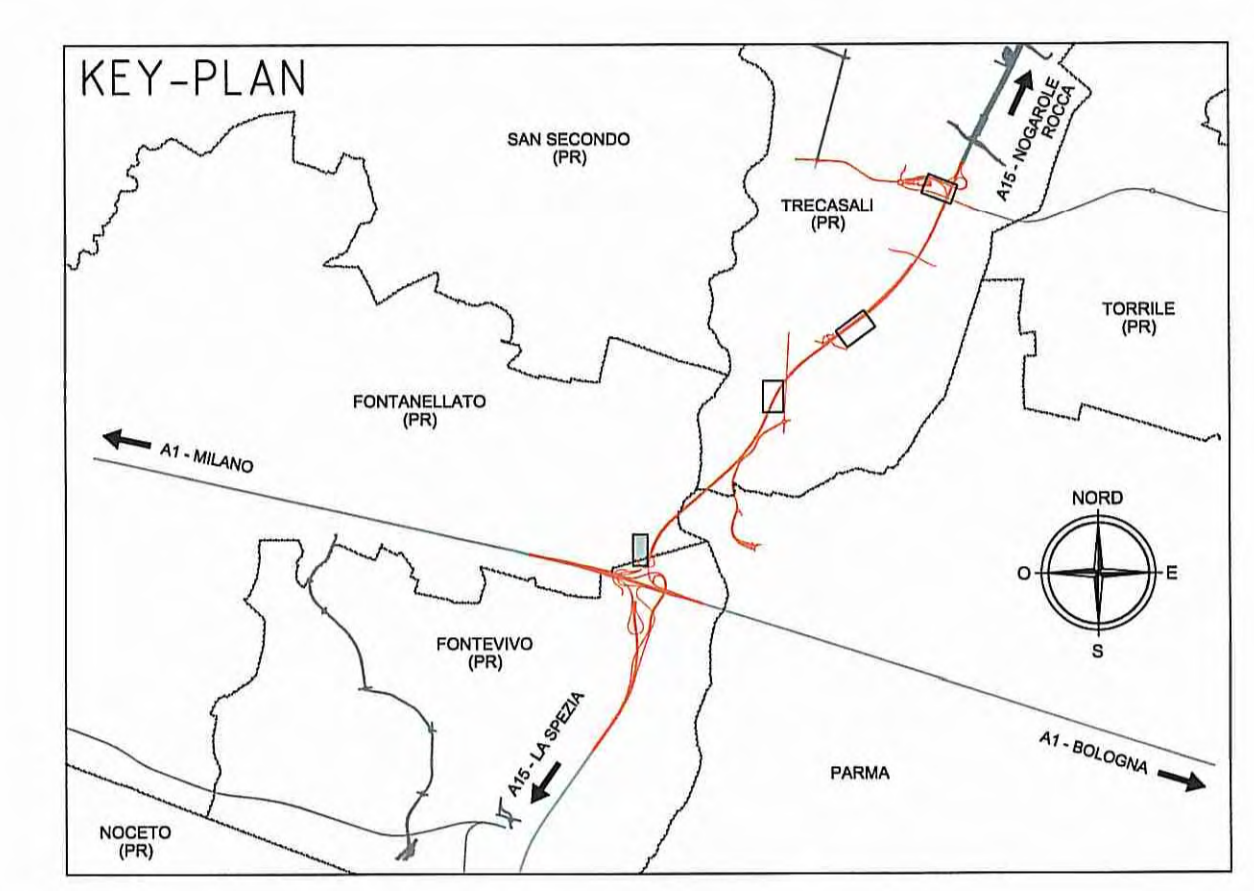 KEY-PLAN
SAN SECONDO
(PR)
A15 - NOGAROLE
ROCCA
TRECASALI
(PR)
TORRILE
(PR)
FONTANELLATO
(PR)
A1 - MILANO
NORD
O
E
S
FONTEVIVO
(PR)
A15 - LA SPEZIA
A1 - BOLOGNA
PARMA
NOCETO
(PR)